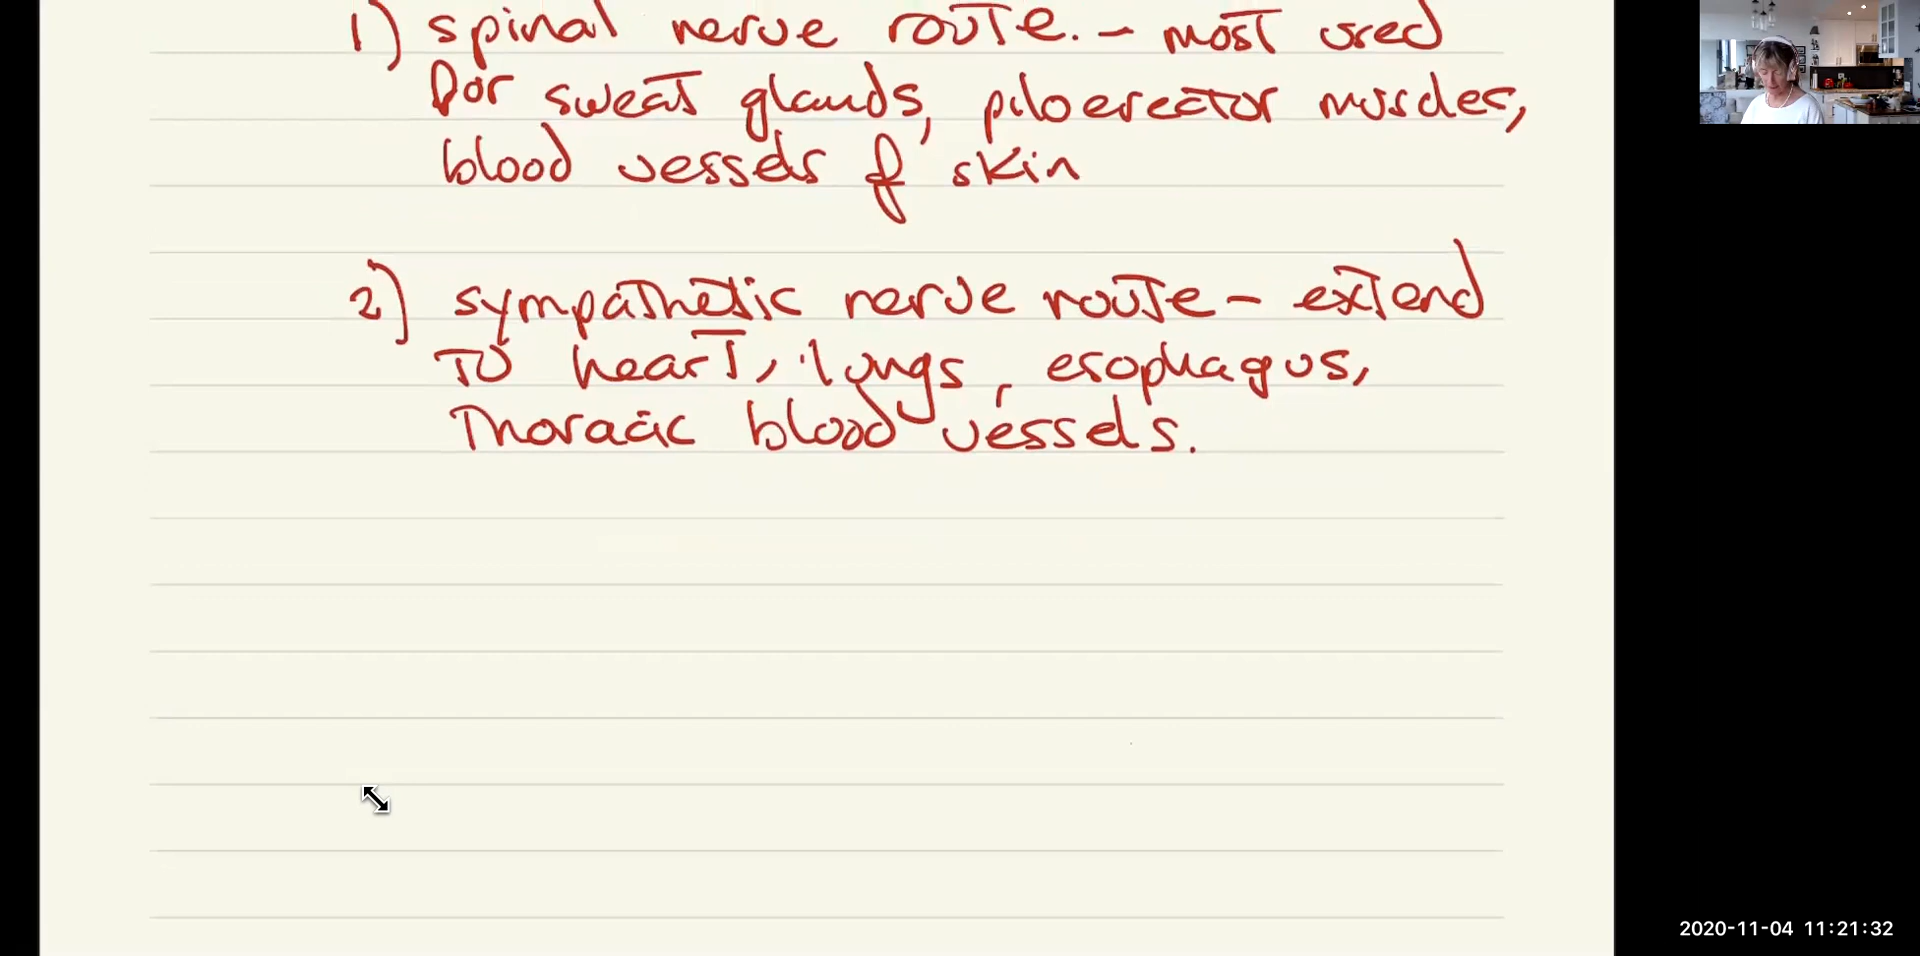 1) spinal nerve route. - most used
for sweat glands, piloerector muscles,
blood vessels of skin
2) sympathetic nerve route - extend
to heart, lungs, esophagus,
Thoracic blood vessels.
2020-11-04 11:21:32